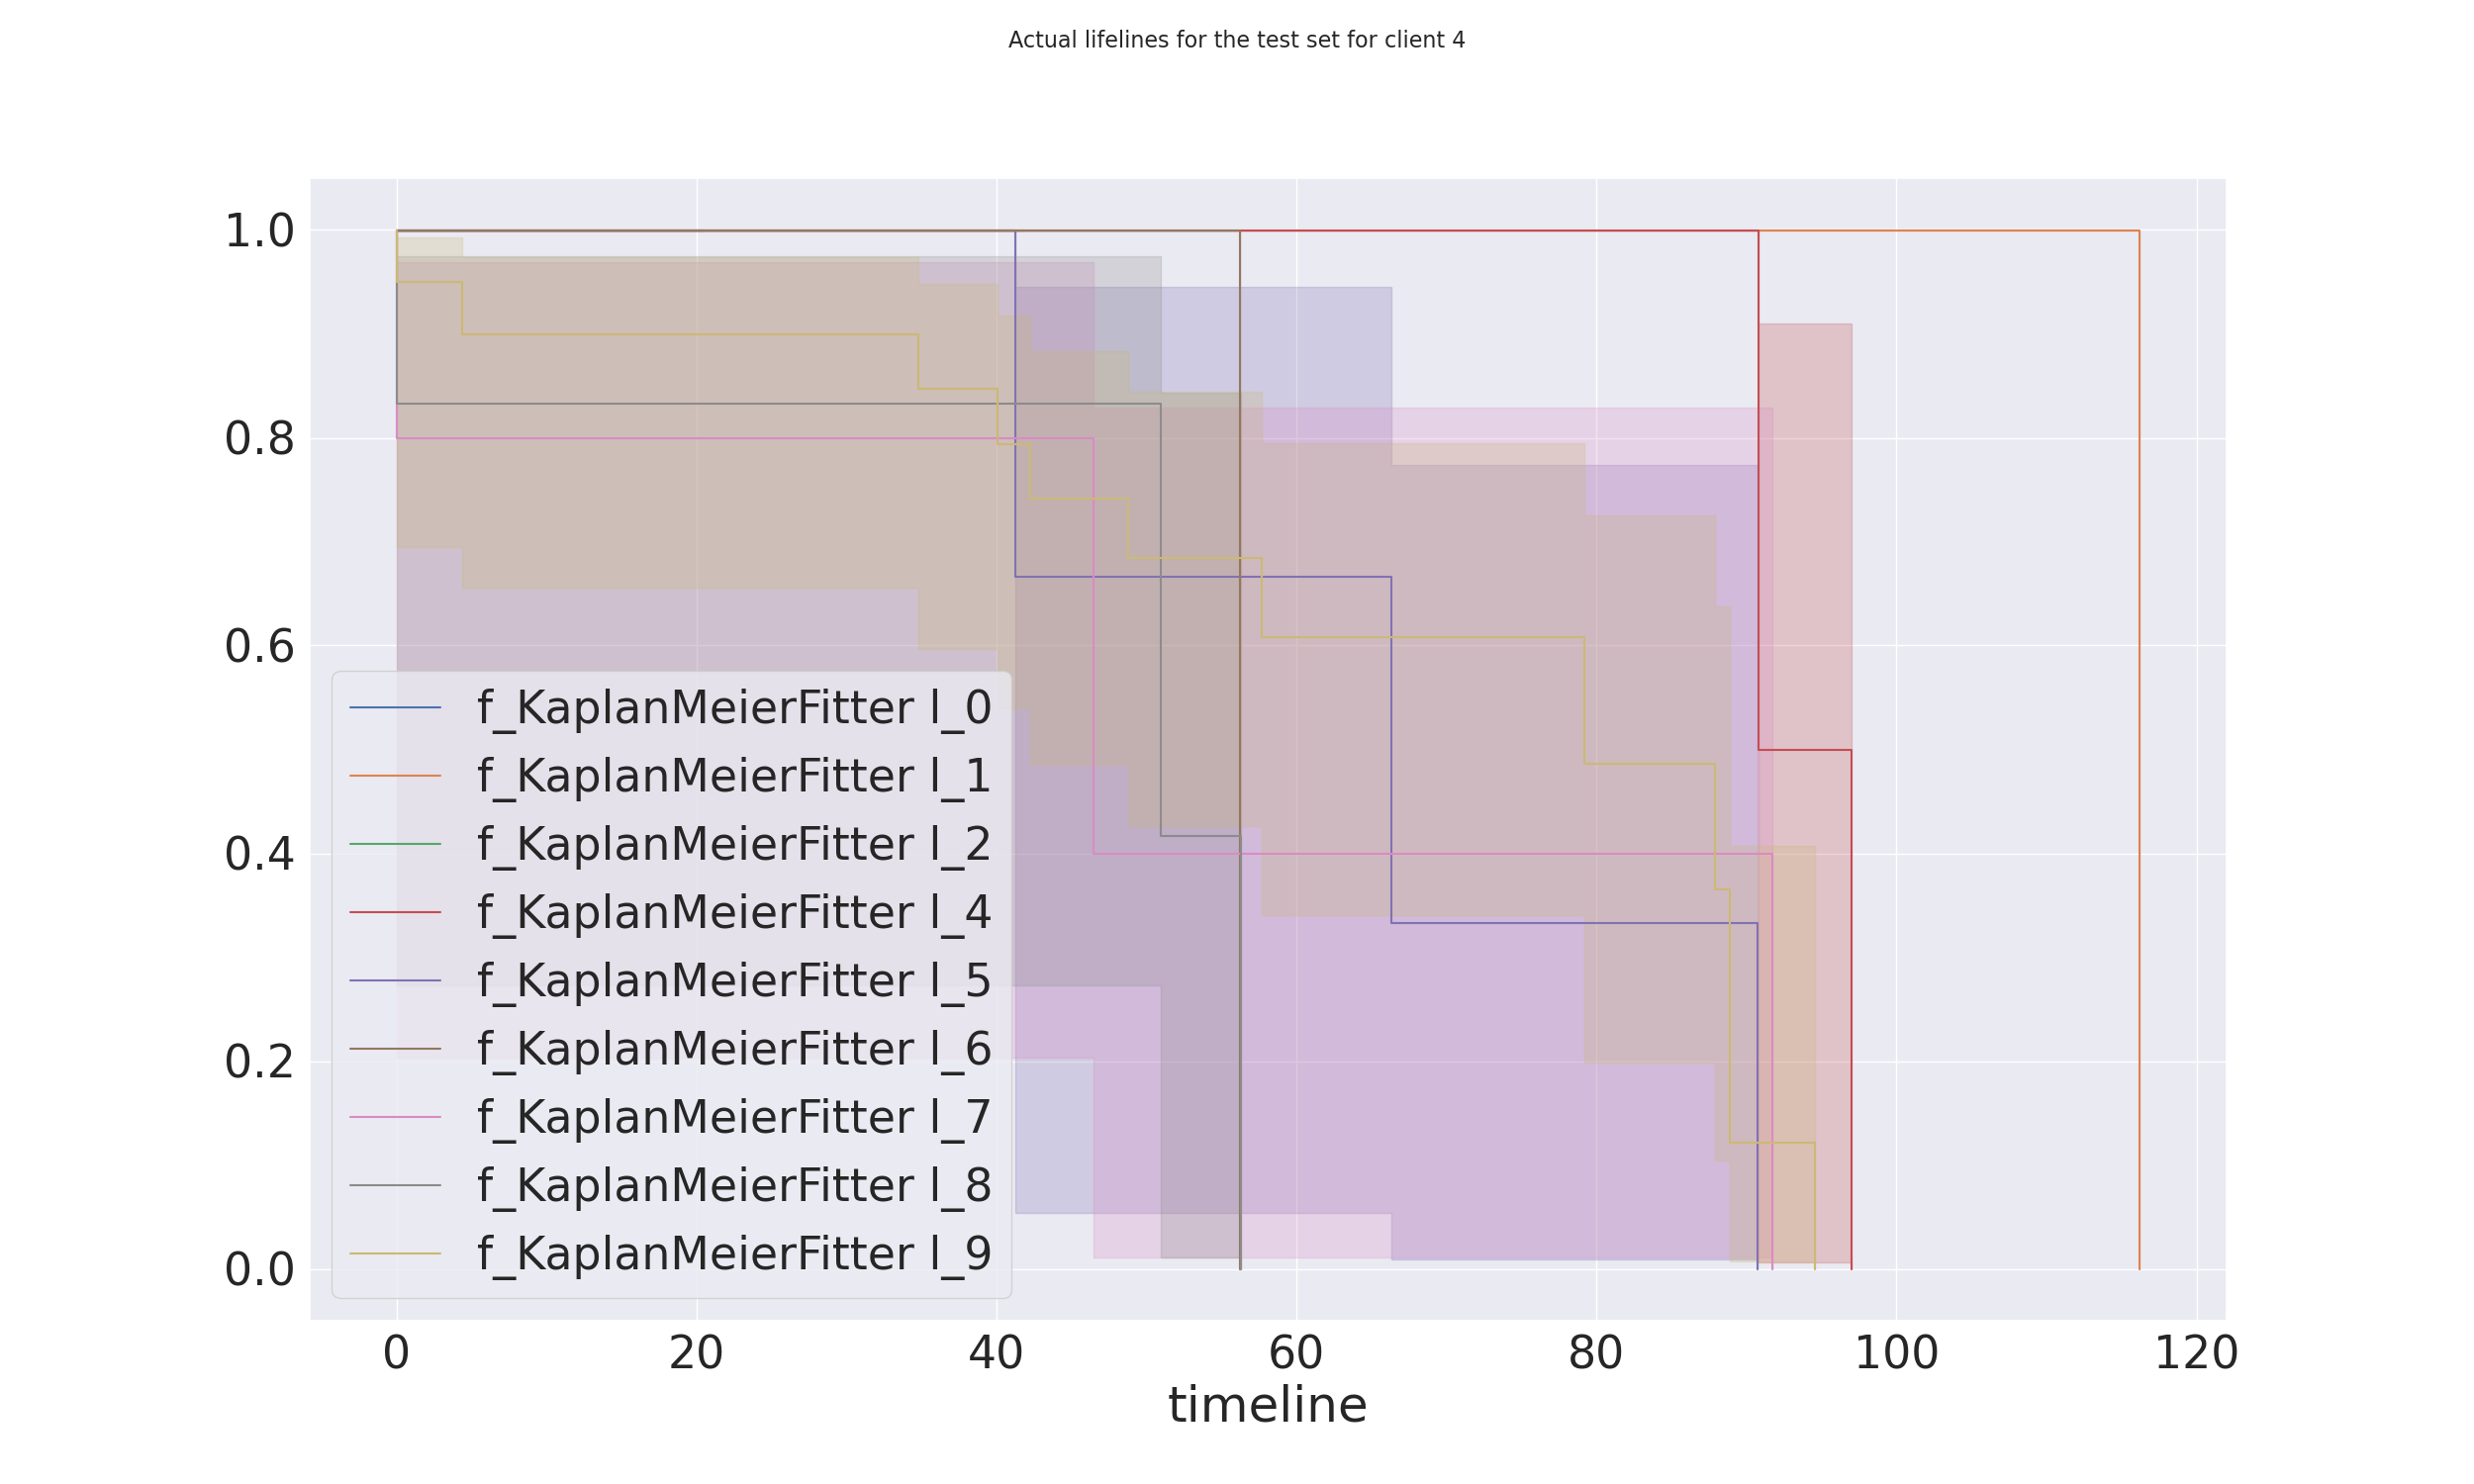 Actual lifelines for the test set for client 4
1.0
0.8
0.6
0.4
0.2
0.0
f_KaplanMeierFitter l_0
f_KaplanMeierFitter l_1
f_KaplanMeierFitter l_2
f_KaplanMeierFitter l_4
f_KaplanMeierFitter l_5
f_KaplanMeierFitter l_6
f_KaplanMeierFitter l_7
f_KaplanMeierFitter l_8
f_KaplanMeierFitter l_9
0 20 40 60 80 100 120
timeline